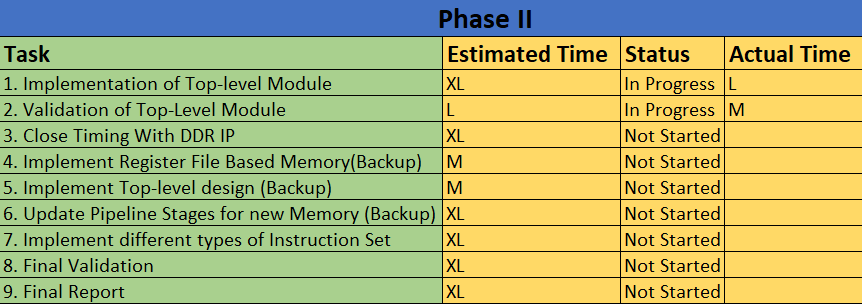 Phase II
Task Estimated Time Status Actual Time
1. Implementation of Top-level Module XL In Progress L
2. Validation of Top-Level Module L In Progress M
3. Close Timing With DDR IP XL Not Started
4. Implement Register File Based Memory(Backup) M Not Started
5. Implement Top-level design (Backup) M Not Started
6. Update Pipeline Stages for new Memory (Backup) XL Not Started
7. Implement different types of Instruction Set XL Not Started
8. Final Validation XL Not Started
9. Final Report XL Not Started